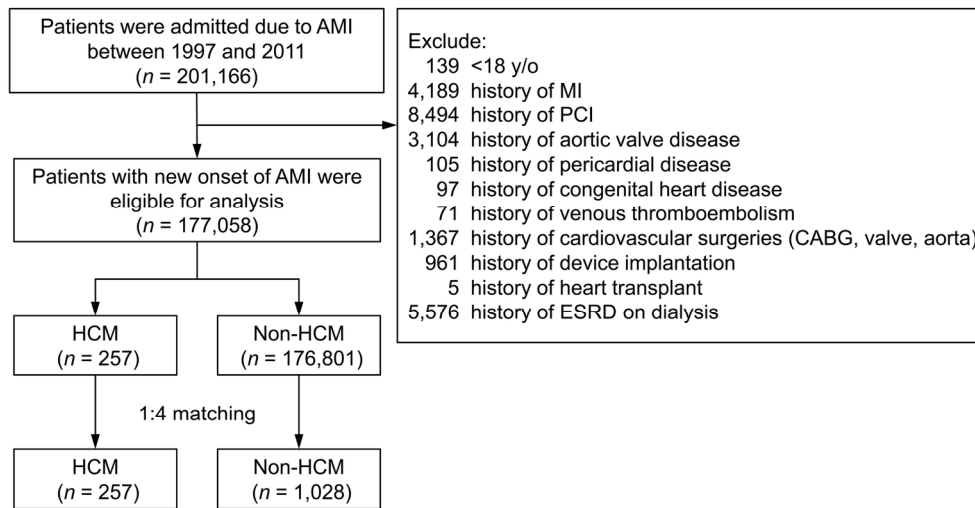 Patients were admitted due to AMI
between 1997 and 2011
(n = 201,166)
Exclude:
139 <18 y/o
4,189 history of MI
8,494 history of PCI
3,104 history of aortic valve disease
105 history of pericardial disease
97 history of congenital heart disease
71 history of venous thromboembolism
1,367 history of cardiovascular surgeries (CABG, valve, aorta)
961 history of device implantation
5 history of heart transplant
5,576 history of ESRD on dialysis
Patients with new onset of AMI were
eligible for analysis
(n = 177,058)
HCM
(n = 257)
Non-HCM
(n = 176,801)
1:4 matching
HCM
(n = 257)
Non-HCM
(n = 1,028)